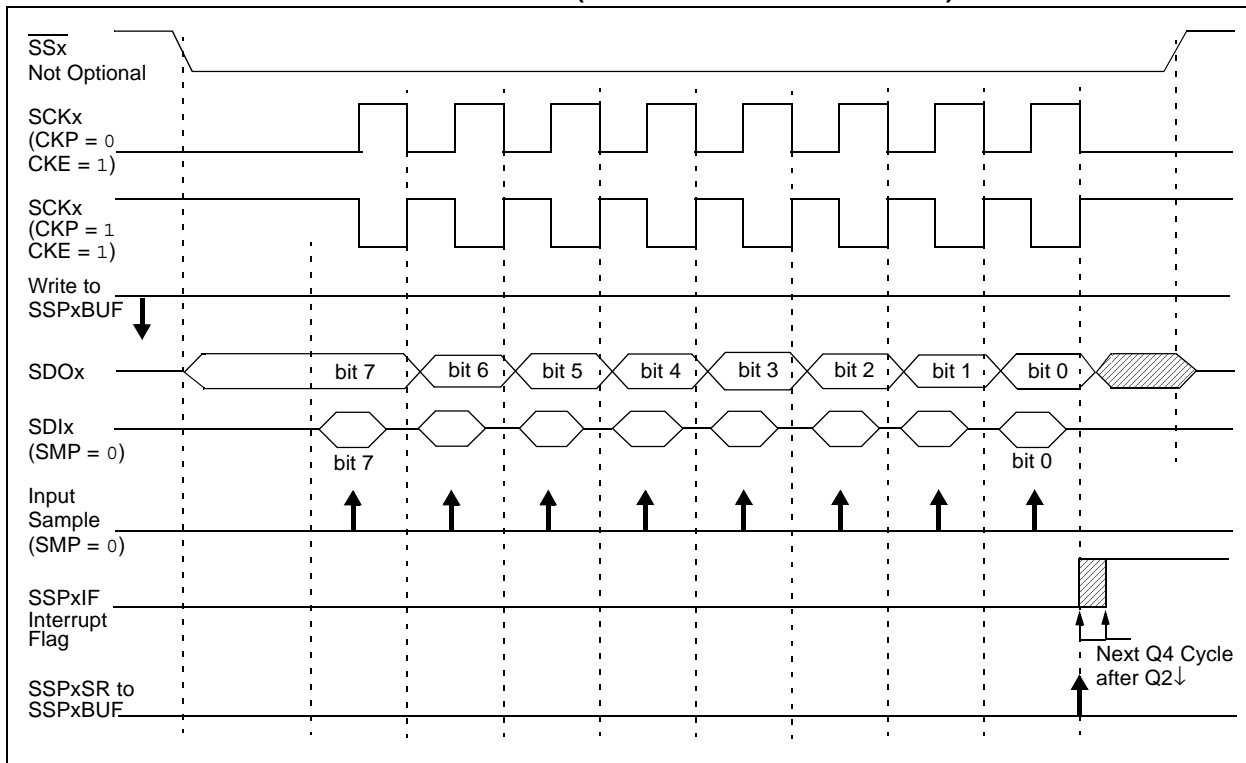 SSx
Not Optional
SCKx
(CKP = 0
CKE = 1)
SCKx
(CKP = 1
CKE = 1)
Write to
SSPxBUF
SDOx
bit 7
bit 6
bit 5
bit 4
bit 3
bit 2
bit 1
bit 0
SDIx
(SMP = 0)
bit 7
bit 0
Input
Sample
(SMP = 0)
SSPxIF
Interrupt
Flag
Next Q4 Cycle
after Q2↓
SSPxSR to
SSPxBUF